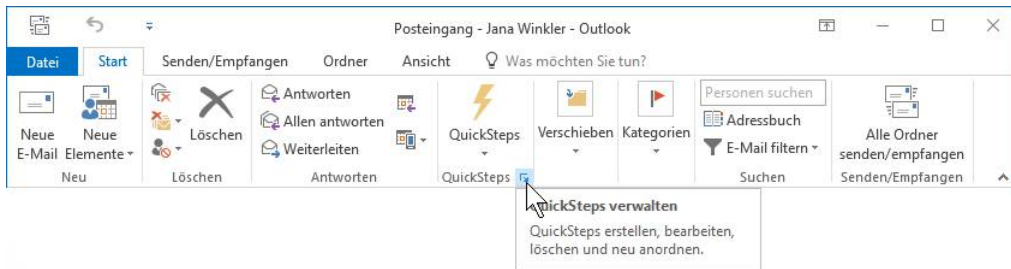 Posteingang - Jana Winkler - Outlook
Datei Start Senden/Empfangen Ordner Ansicht Was möchten Sie tun?
Neue E-Mail
Neue Elemente
Löschen
Antworten
Allen antworten
Weiterleiten
QuickSteps
Verschieben
Kategorien
Personen suchen
Adressbuch
E-Mail filtern
Alle Ordner
senden/empfangen
Neu Löschen Antworten QuickSteps Suchen Senden/Empfangen
QuickSteps verwalten
QuickSteps erstellen, bearbeiten,
löschen und neu anordnen.